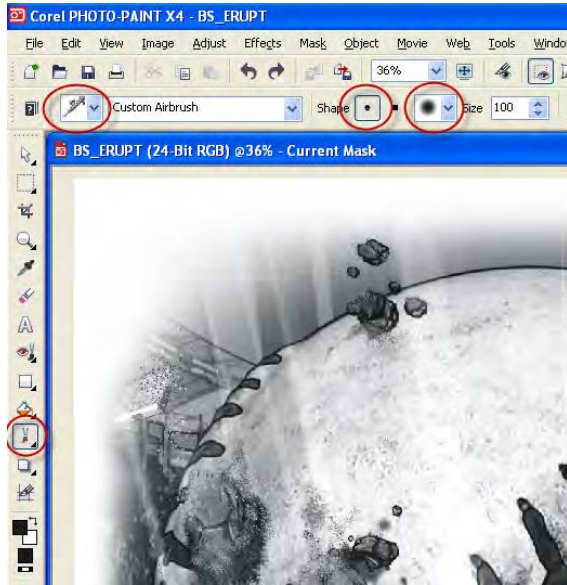 Corel PHOTO-PAINT X4 - BS_ERUPT
File Edit View Image Adjust Effects Mask Object Movie Web Tools Windo
36%
Custom Airbrush Shape Size 100
BS_ERUPT (24-Bit RGB) @36% - Current Mask